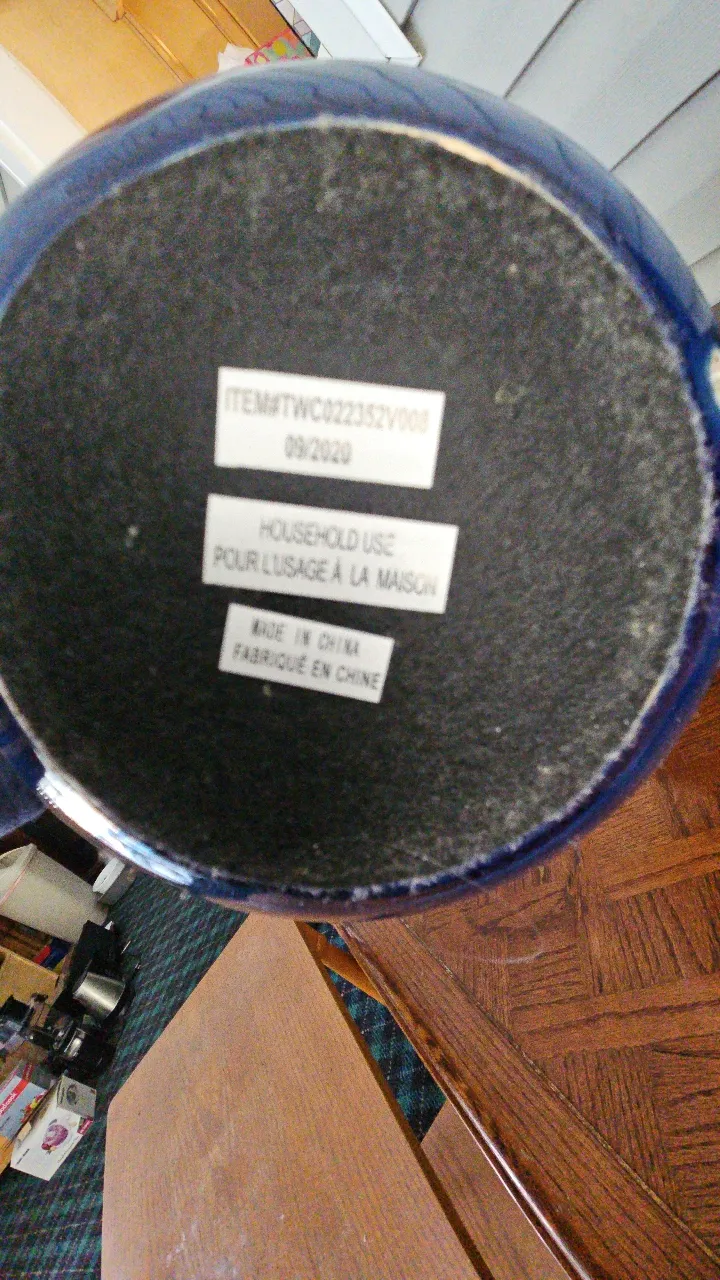 ITEM#TWC022352V008
09/2020
HOUSEHOLD USE
POUR L'USAGE À LA MAISON
MADE IN CHINA
FABRIQUÉ EN CHINE